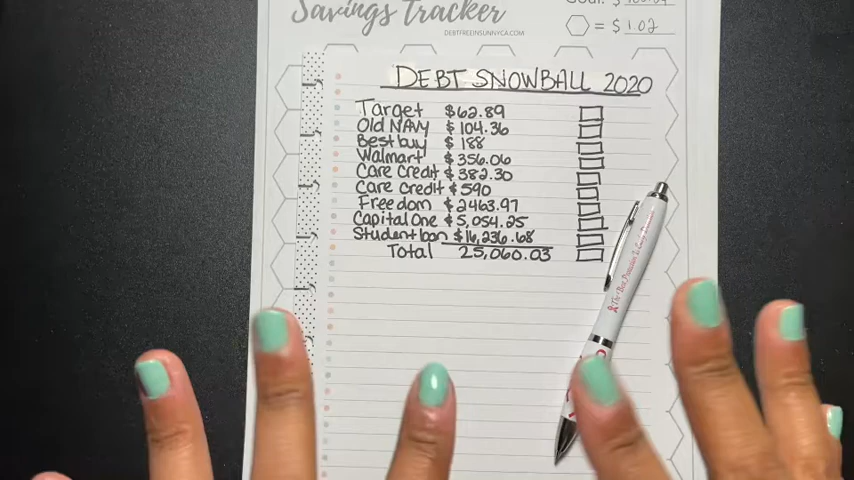 Savings Tracker
DEBTFREEINSUNNYCA.COM
= $ 1.02
DEBT SNOWBALL 2020
Target $62.89
Old NAVY $ 104.36
Best buy $ 188
Walmart $ 356.06
Care Credit $ 382.30
Care Credit $ 590
Freedom $ 2463.97
Capital One $ 5,054.25
Student loan $ 16,236.68
Total 25,060.03